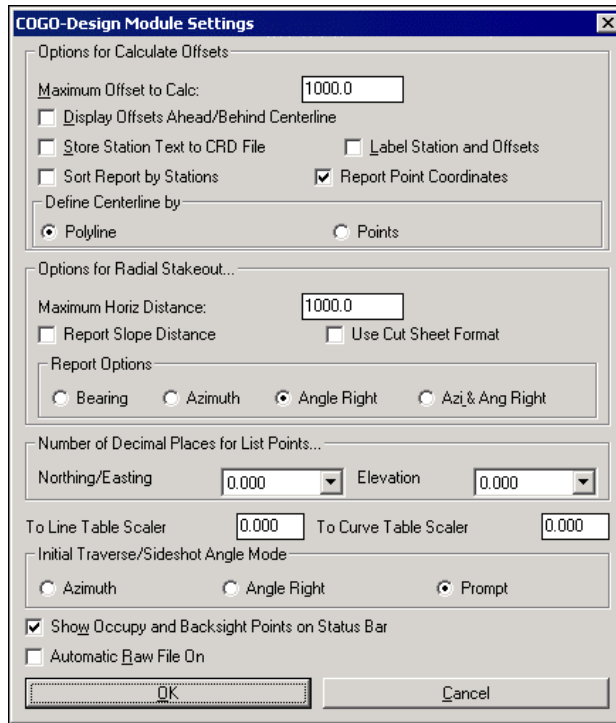 COGO-Design Module Settings
Options for Calculate Offsets
Maximum Offset to Calc: 1000.0
Display Offsets Ahead/Behind Centerline
Store Station Text to CRD File Label Station and Offsets
Sort Report by Stations Report Point Coordinates
Define Centerline by
Polyline Points
Options for Radial Stakeout...
Maximum Horiz Distance: 1000.0
Report Slope Distance Use Cut Sheet Format
Report Options
Bearing Azimuth Angle Right Azi & Ang Right
Number of Decimal Places for List Points...
Northing/Easting 0.000 Elevation 0.000
To Line Table Scaler 0.000 To Curve Table Scaler 0.000
Initial Traverse/Sideshot Angle Mode
Azimuth Angle Right Prompt
Show Occupy and Backsight Points on Status Bar
Automatic Raw File On
OK Cancel